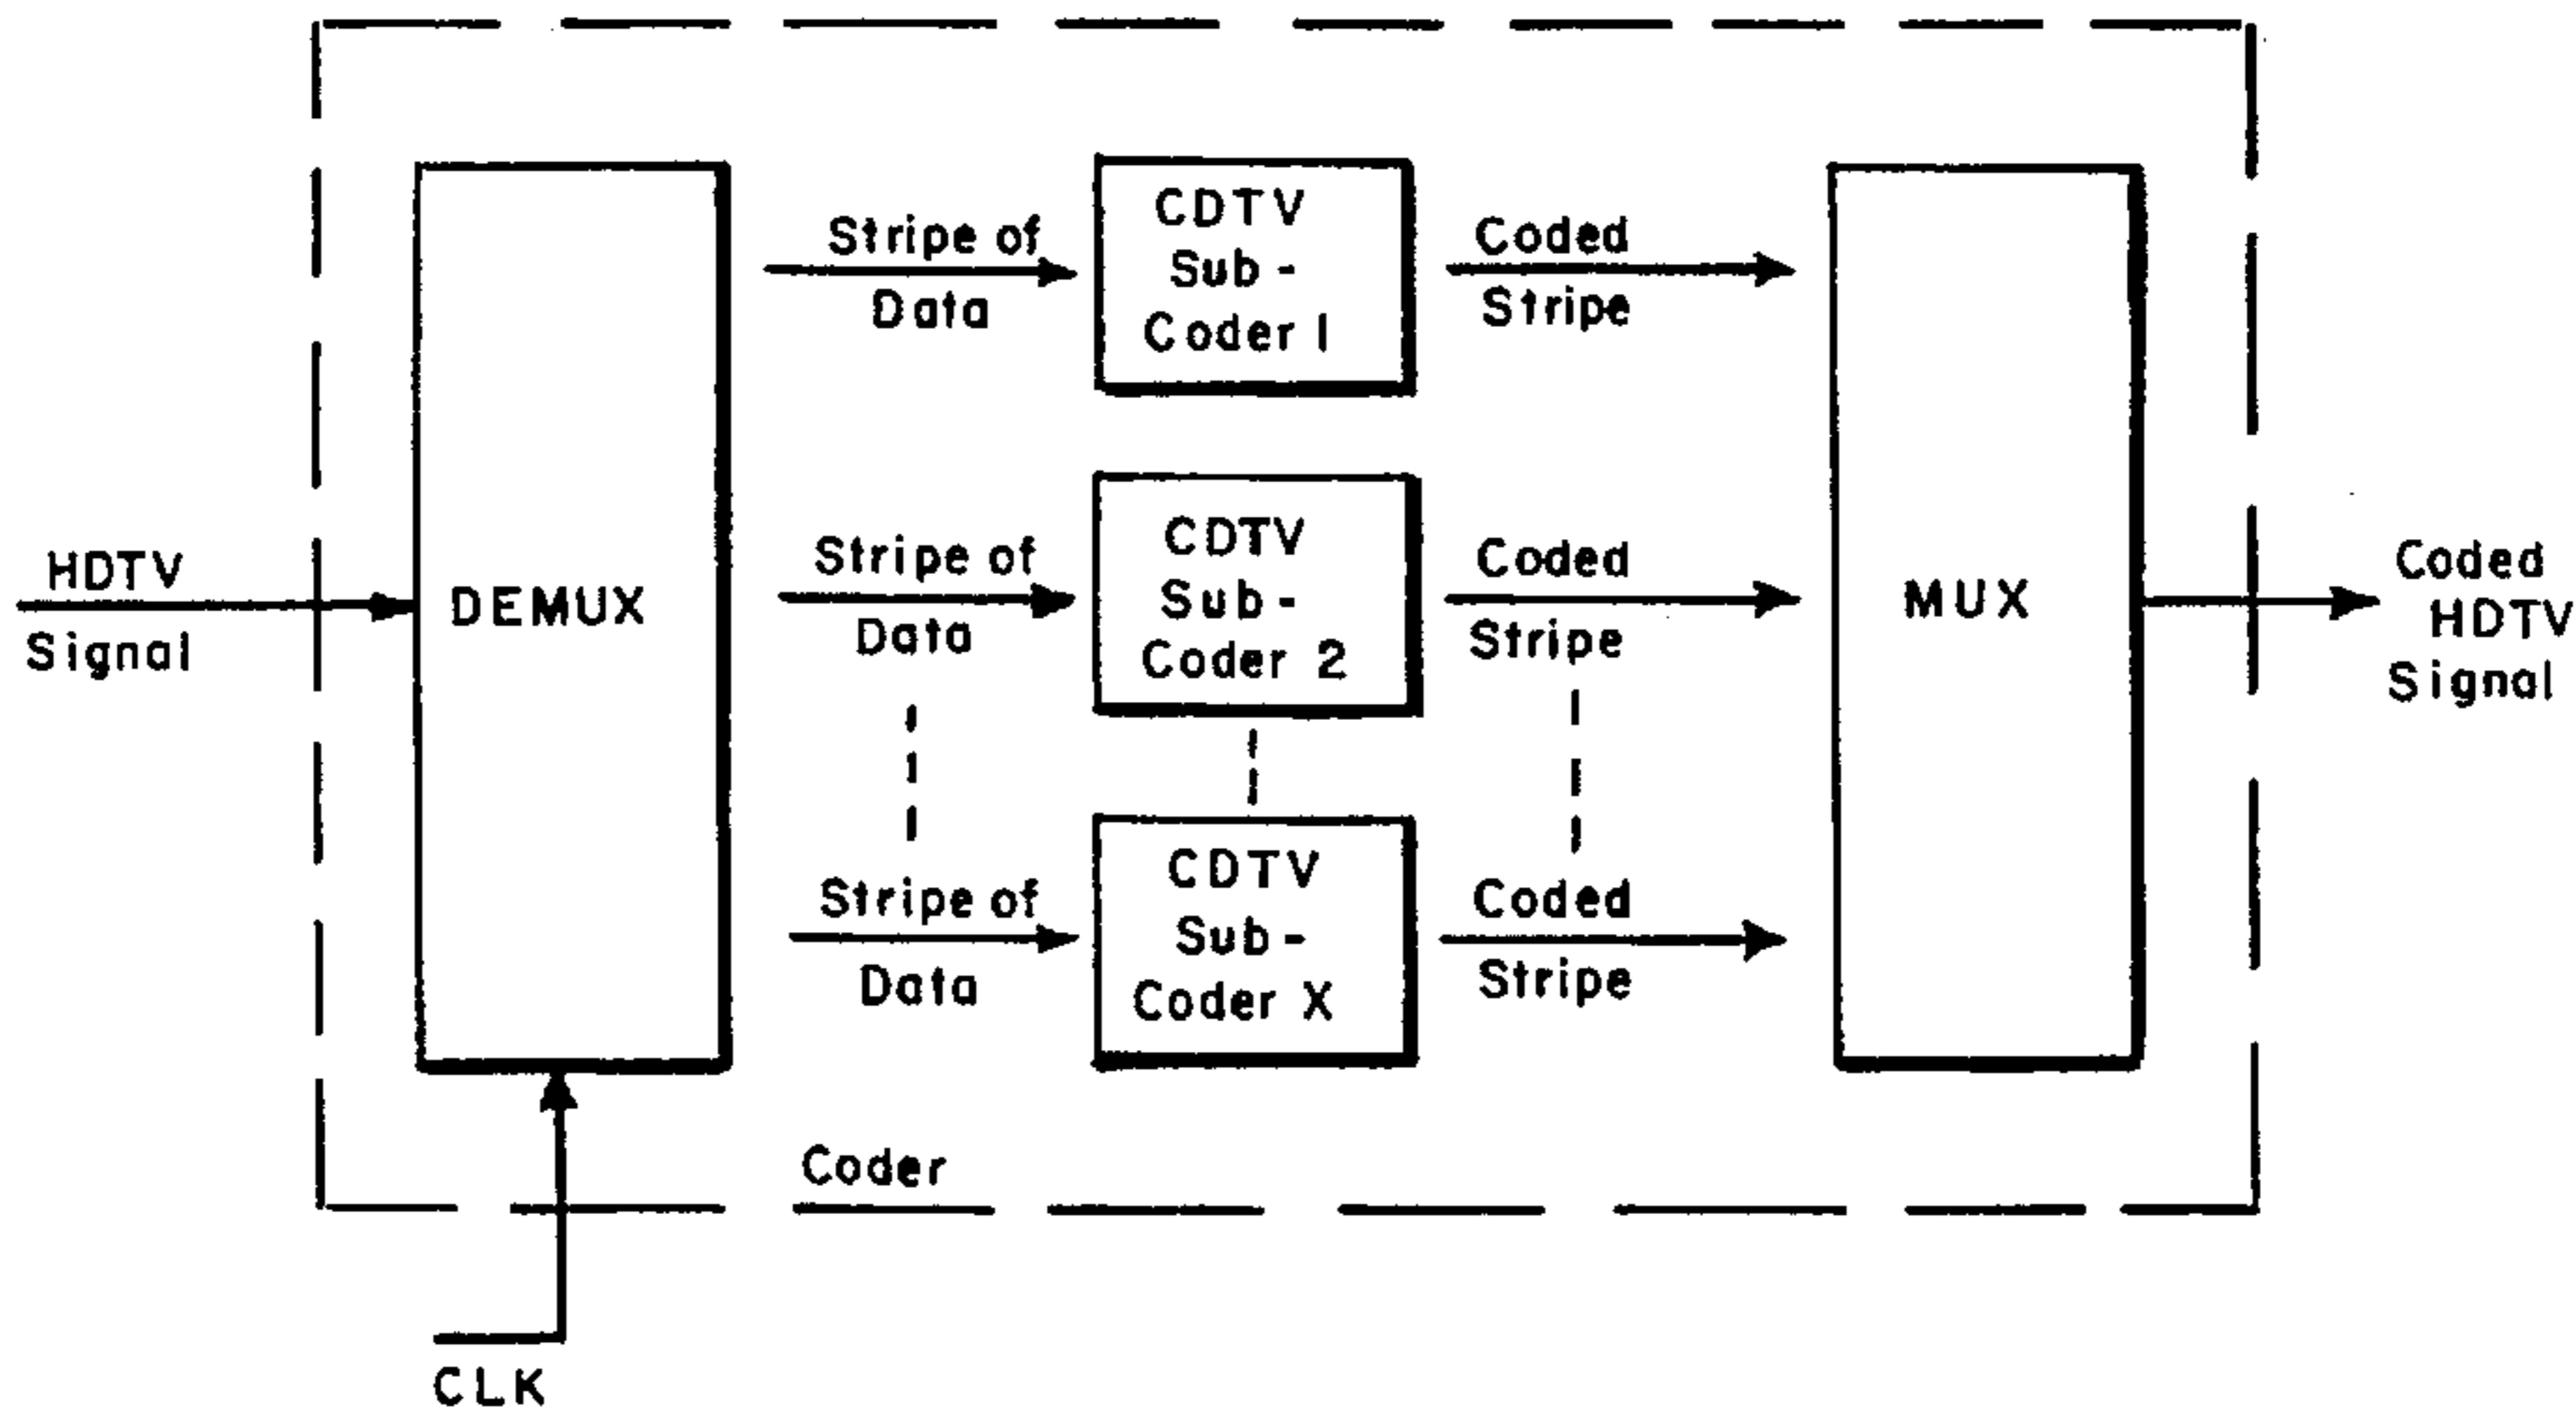 HDTV
Signal
DEMUX
CLK
Stripe of
Data
CDTV
Sub-
Coder 1
Coded
Stripe
Stripe of
Data
CDTV
Sub-
Coder 2
Coded
Stripe
Stripe of
Data
CDTV
Sub-
Coder X
Coded
Stripe
MUX
Coded
HDTV
Signal
Coder